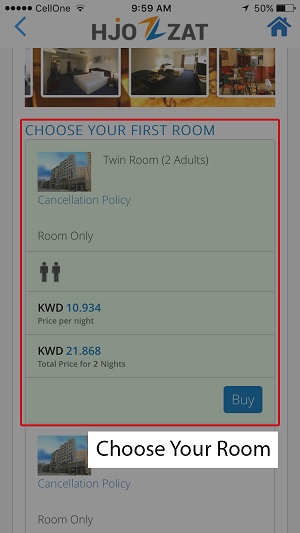 CellOne
9:59 AM
50%
HJOZZAT
CHOOSE YOUR FIRST ROOM
Twin Room (2 Adults)
Cancellation Policy
Room Only
KWD 10.934
Price per night
KWD 21.868
Total Price for 2 Nights
Buy
Choose Your Room
Cancellation Policy
Room Only